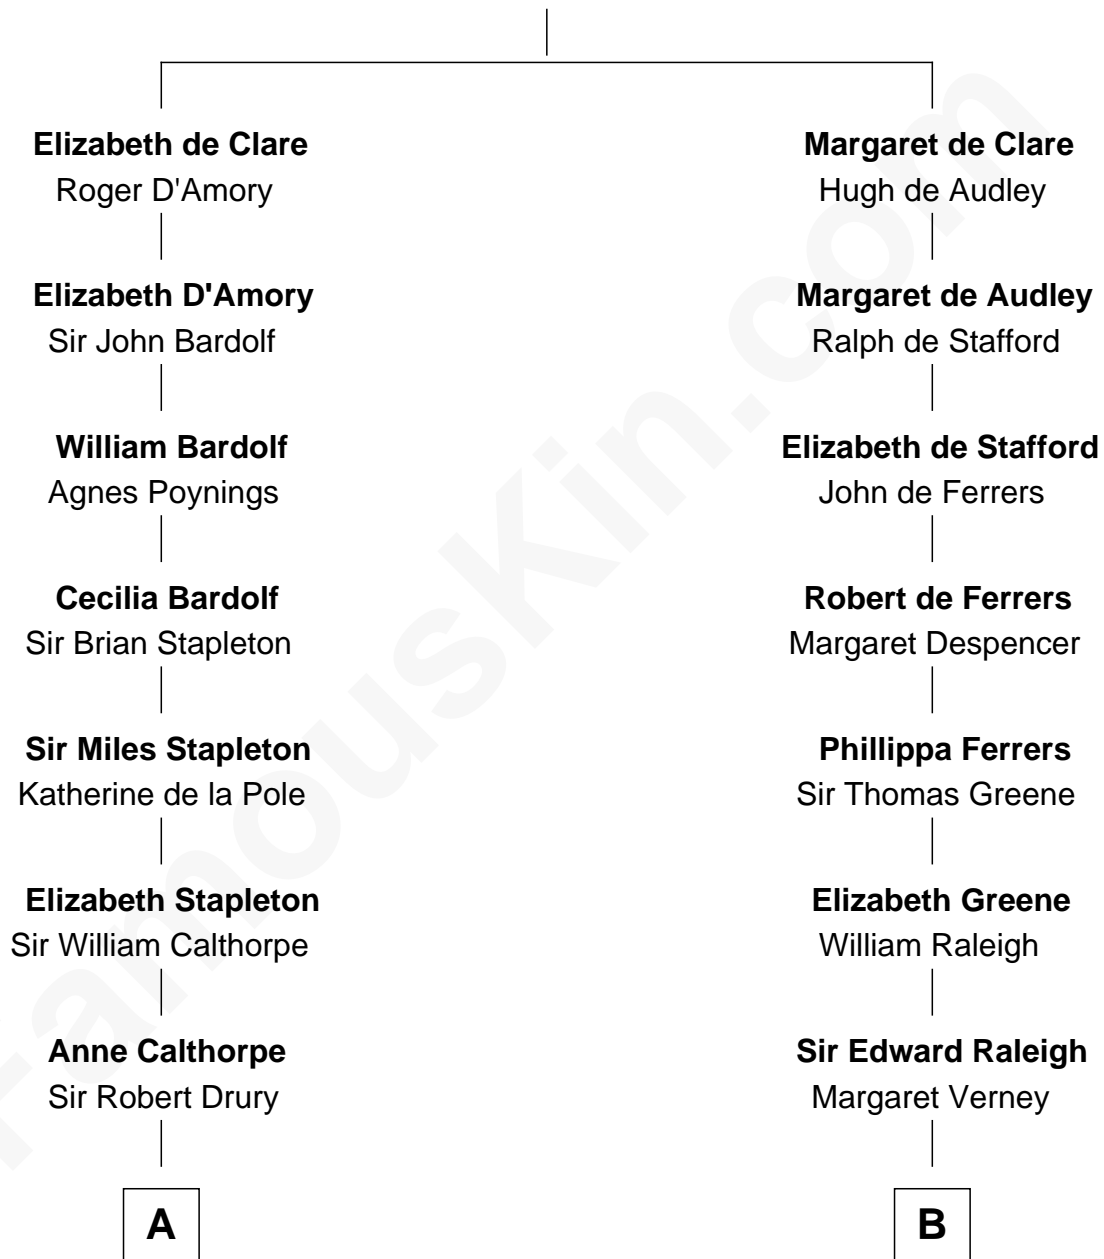 Elizabeth de Clare
Roger D'Amory
Elizabeth D'Amory
Sir John Bardolf
William Bardolf
Agnes Poynings
Cecilia Bardolf
Sir Brian Stapleton
Sir Miles Stapleton
Katherine de la Pole
Elizabeth Stapleton
Sir William Calthorpe
Anne Calthorpe
Sir Robert Drury
A
Margaret de Clare
Hugh de Audley
Margaret de Audley
Ralph de Stafford
Elizabeth de Stafford
John de Ferrers
Robert de Ferrers
Margaret Despencer
Phillippa Ferrers
Sir Thomas Greene
Elizabeth Greene
William Raleigh
Sir Edward Raleigh
Margaret Verney
B
FamousKin.com